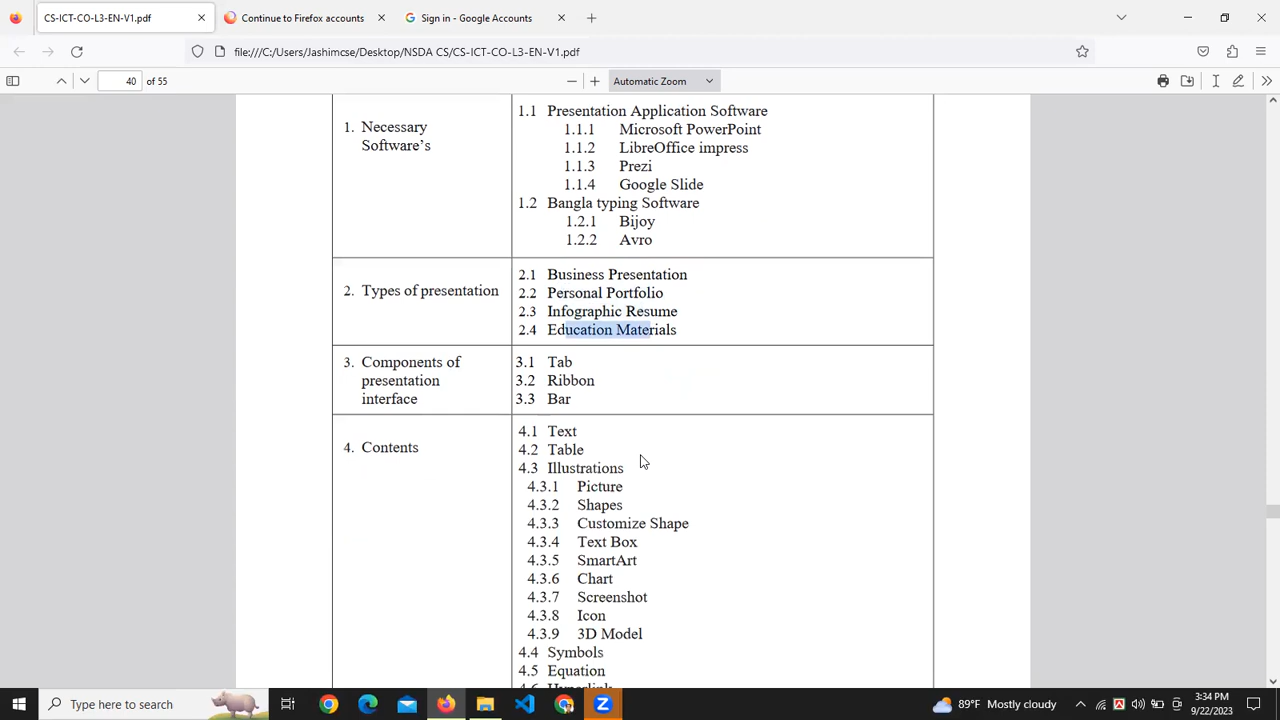 CS-ICT-CO-L3-EN-V1.pdf
Continue to Firefox accounts
Sign in - Google Accounts
file:///C:/Users/Jashimcse/Desktop/NSDA CS/CS-ICT-CO-L3-EN-V1.pdf
40 of 55
Automatic Zoom
1. Necessary
Software's
1.1 Presentation Application Software
1.1.1 Microsoft PowerPoint
1.1.2 LibreOffice impress
1.1.3 Prezi
1.1.4 Google Slide
1.2 Bangla typing Software
1.2.1 Bijoy
1.2.2 Avro
2. Types of presentation
2.1 Business Presentation
2.2 Personal Portfolio
2.3 Infographic Resume
2.4 Education Materials
3. Components of
presentation
interface
3.1 Tab
3.2 Ribbon
3.3 Bar
4. Contents
4.1 Text
4.2 Table
4.3 Illustrations
4.3.1 Picture
4.3.2 Shapes
4.3.3 Customize Shape
4.3.4 Text Box
4.3.5 SmartArt
4.3.6 Chart
4.3.7 Screenshot
4.3.8 Icon
4.3.9 3D Model
4.4 Symbols
4.5 Equation
4.6 Hyperlink
Type here to search
89°F Mostly cloudy
3:34 PM
9/22/2023